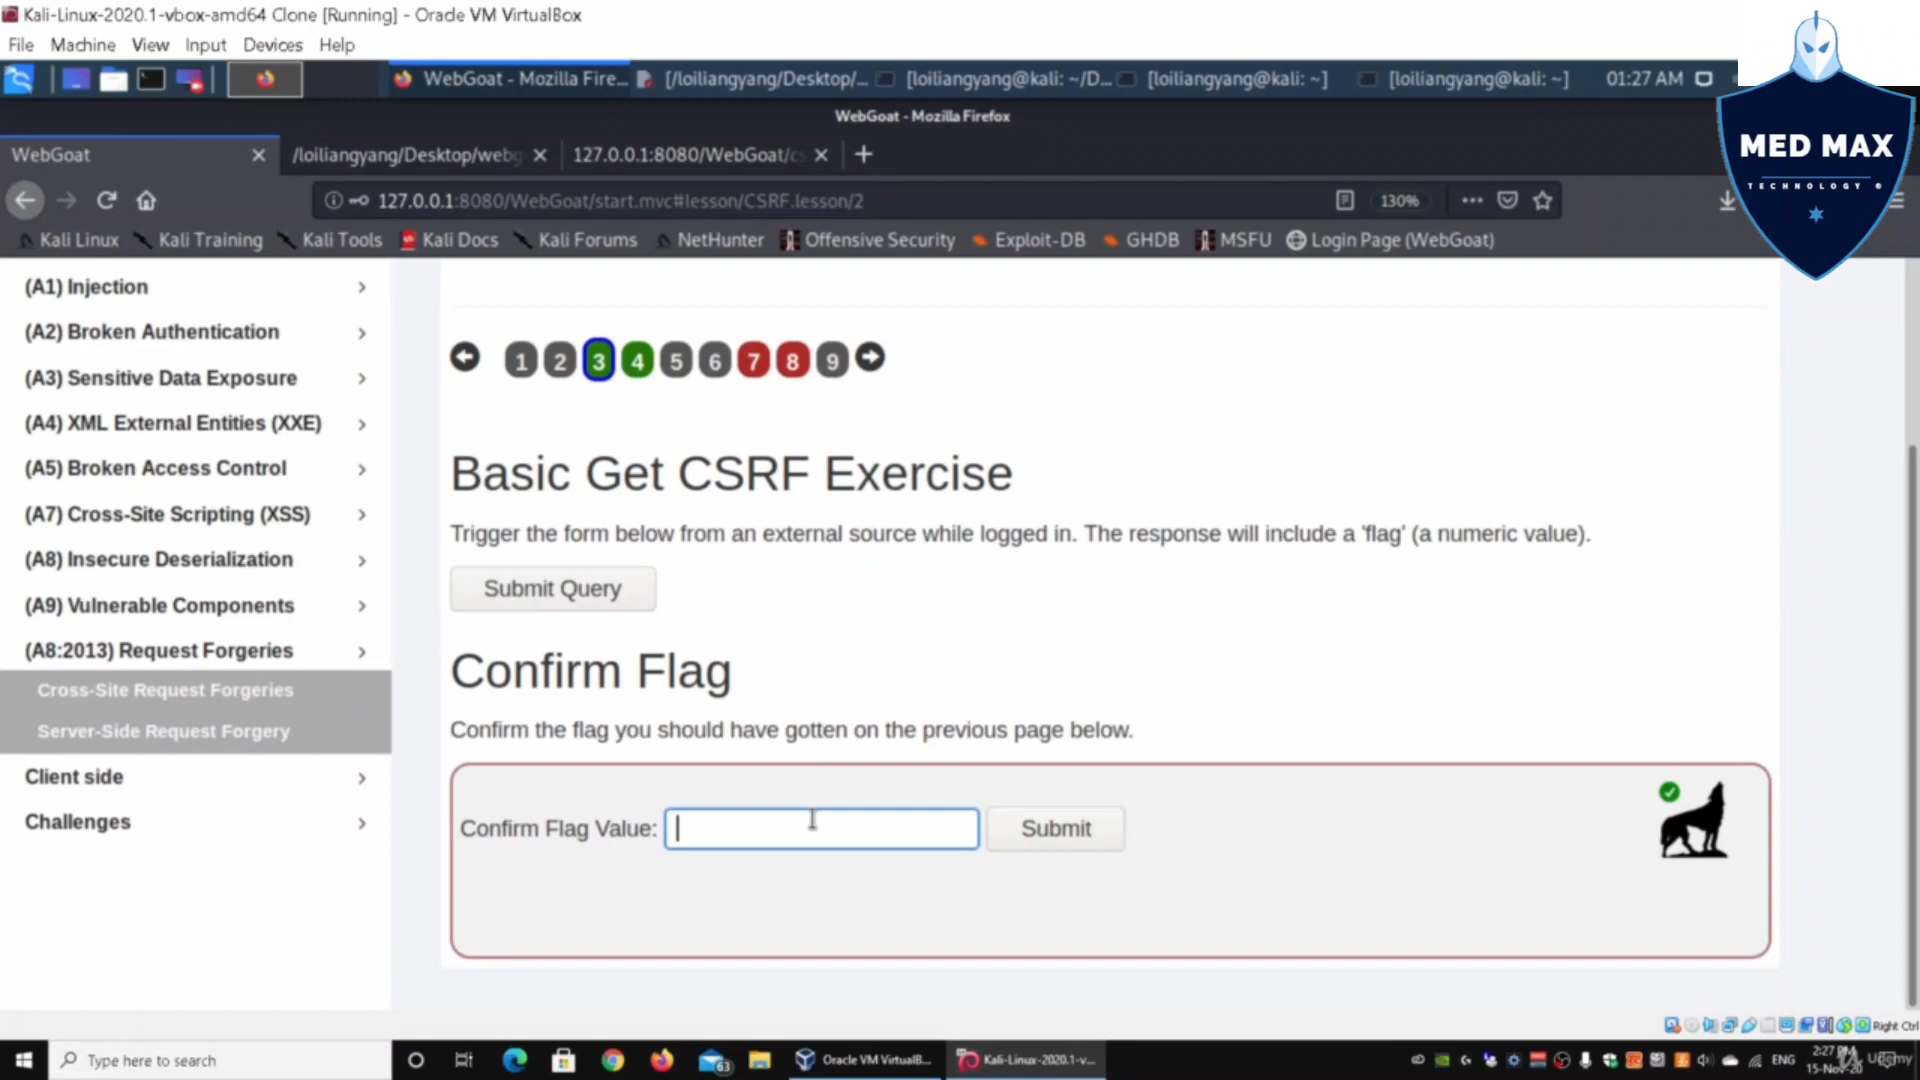 Kali-Linux-2020.1-vbox-amd64 Clone [Running] - Oracle VM VirtualBox
File Machine View Input Devices Help
WebGoat - Mozilla Fire... [/loiliangyang/Desktop/... [loiliangyang@kali: ~/D... [loiliangyang@kali: ~] [loiliangyang@kali: ~] 01:27 AM
WebGoat - Mozilla Firefox
WebGoat /loiliangyang/Desktop/webg 127.0.0.1:8080/WebGoat/cs
127.0.0.1:8080/WebGoat/start.mvc#lesson/CSRF.lesson/2 130%
Kali Linux Kali Training Kali Tools Kali Docs Kali Forums NetHunter Offensive Security Exploit-DB GHDB MSFU Login Page (WebGoat)
MED MAX
TECHNOLOGY
(A1) Injection
(A2) Broken Authentication
(A3) Sensitive Data Exposure
(A4) XML External Entities (XXE)
(A5) Broken Access Control
(A7) Cross-Site Scripting (XSS)
(A8) Insecure Deserialization
(A9) Vulnerable Components
(A8:2013) Request Forgeries
Cross-Site Request Forgeries
Server-Side Request Forgery
Client side
Challenges
1 2 3 4 5 6 7 8 9
Basic Get CSRF Exercise
Trigger the form below from an external source while logged in. The response will include a 'flag' (a numeric value).
Submit Query
Confirm Flag
Confirm the flag you should have gotten on the previous page below.
Confirm Flag Value: Submit
Right Ctrl
Type here to search 63 Oracle VM VirtualB... Kali-Linux-2020.1-v... ENG